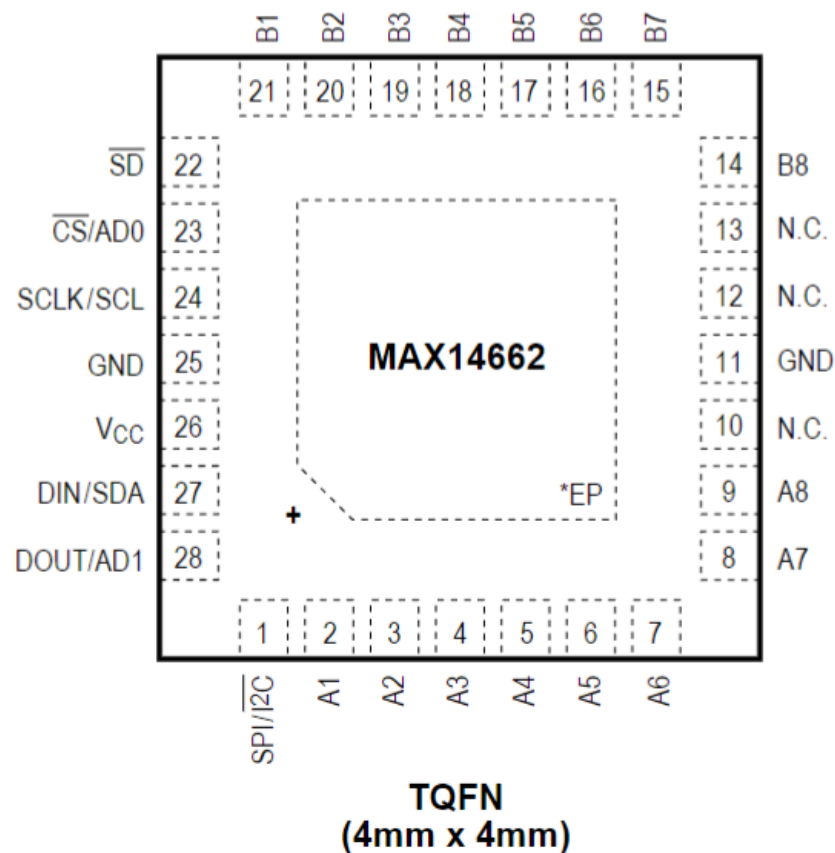 B1 B2 B3 B4 B5 B6 B7
21 20 19 18 17 16 15
S̅D̅ 22 14 B8
C̅S̅/AD0 23 13 N.C.
SCLK/SCL 24 12 N.C.
GND 25 MAX14662 11 GND
VCC 26 10 N.C.
DIN/SDA 27 *EP 9 A8
+
DOUT/AD1 28 8 A7
1 2 3 4 5 6 7
SPI/I̅2̅C̅ A1 A2 A3 A4 A5 A6
TQFN
(4mm x 4mm)